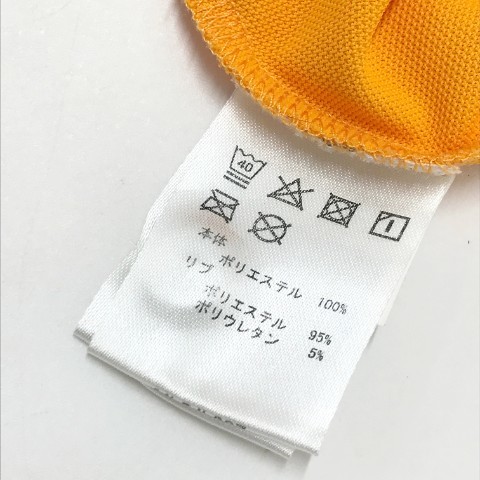 40
本体
ポリエステル 100%
リブ
ポリエステル 95%
ポリウレタン 5%